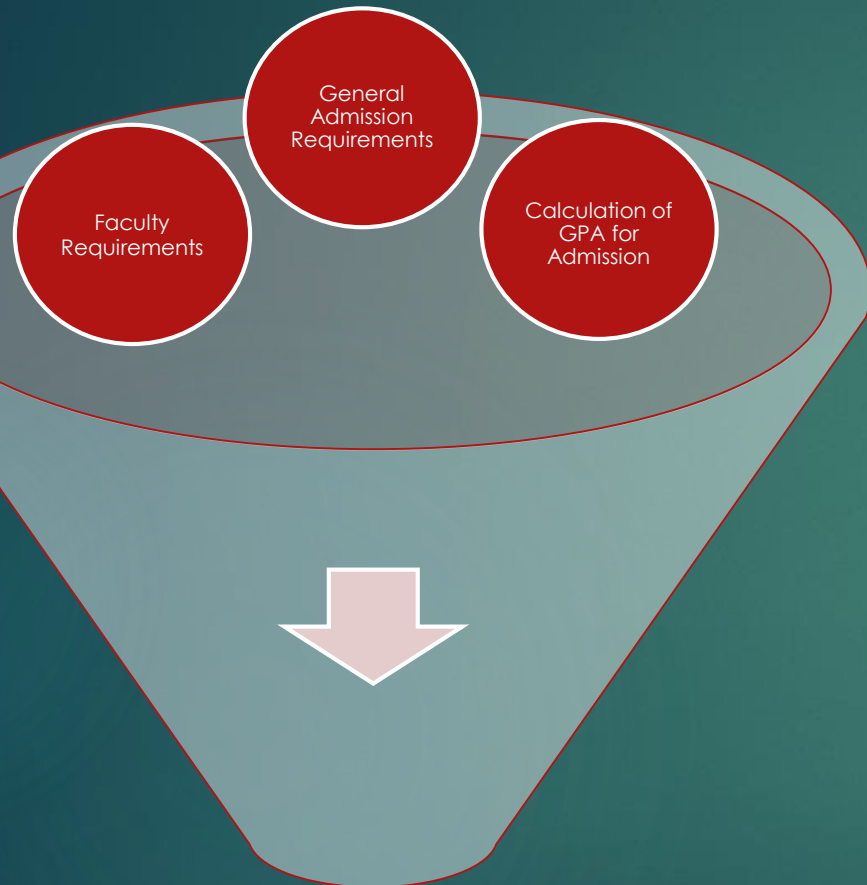 General
Admission
Requirements
Faculty
Requirements
Calculation of
GPA for
Admission